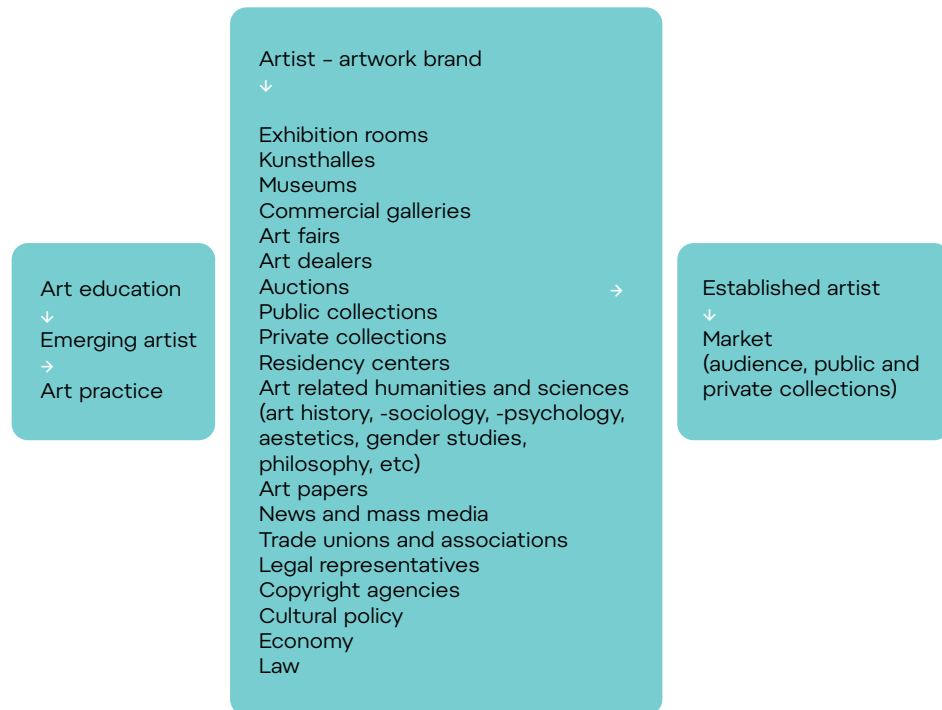 Art education
↓
Emerging artist
→
Art practice
Artist – artwork brand
↓
Exhibition rooms
Kunsthalles
Museums
Commercial galleries
Art fairs
Art dealers
Auctions →
Public collections
Private collections
Residency centers
Art related humanities and sciences
(art history, -sociology, -psychology,
aestetics, gender studies,
philosophy, etc)
Art papers
News and mass media
Trade unions and associations
Legal representatives
Copyright agencies
Cultural policy
Economy
Law
Established artist
↓
Market
(audience, public and
private collections)